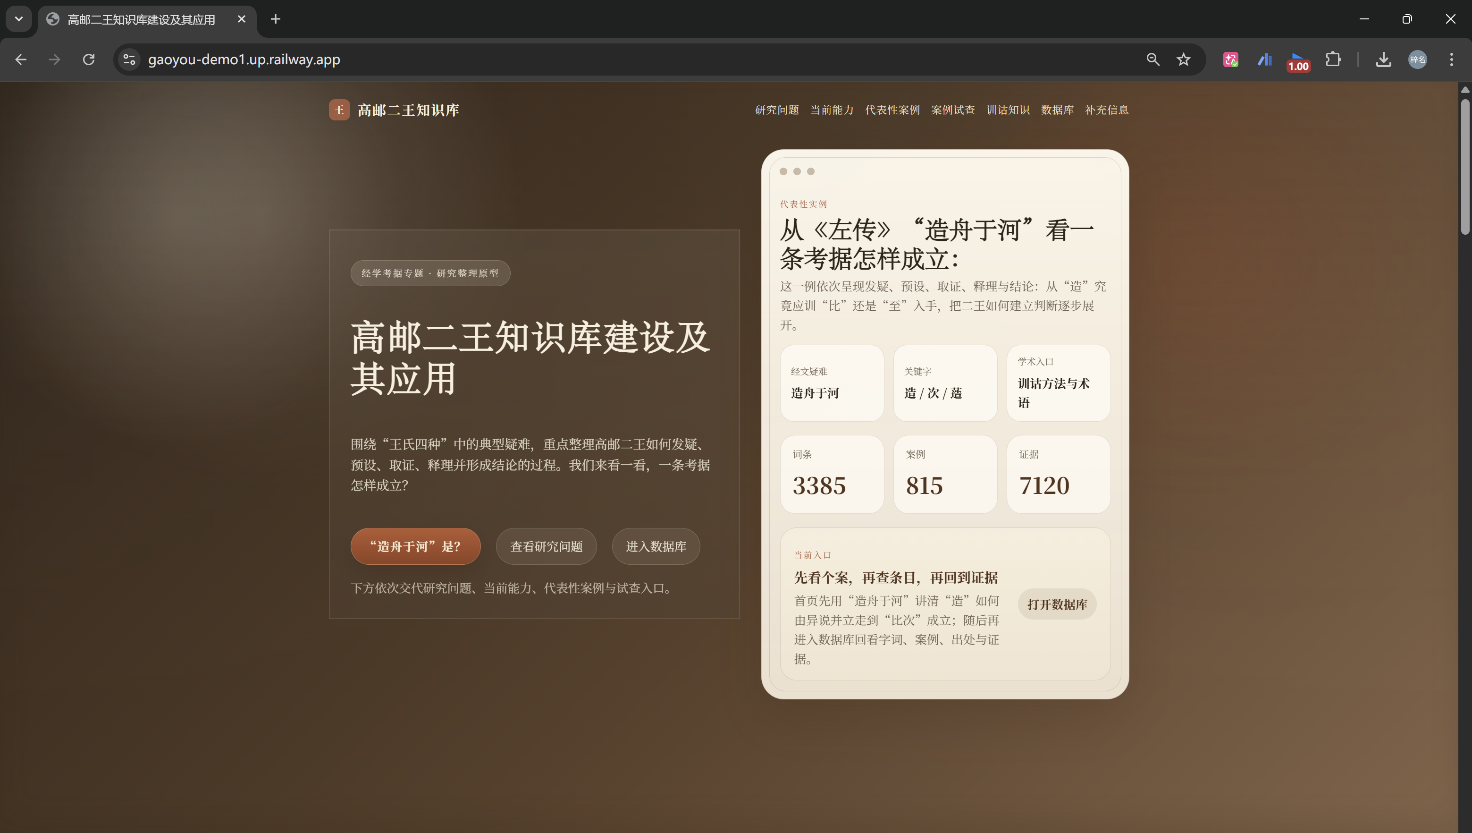 高邮二王知识库建设及其应用
gaoyou-demo1.up.railway.app
1.00
梓名
王 高邮二王知识库
研究问题 当前能力 代表性案例 案例试查 训诂知识 数据库 补充信息
经学考据专题 · 研究整理原型
高邮二王知识库建设及
其应用
围绕“王氏四种”中的典型疑难，重点整理高邮二王如何发疑、
预设、取证、释理并形成结论的过程。我们来看一看，一条考据
怎样成立？
“造舟于河”是？ 查看研究问题 进入数据库
下方依次交代研究问题、当前能力、代表性案例与试查入口。
代表性实例
从《左传》“造舟于河”看一
条考据怎样成立：
这一例依次呈现发疑、预设、取证、释理与结论：从“造”究
竟应训“比”还是“至”入手，把二王如何建立判断逐步展
开。
经文疑难
造舟于河
关键字
造 / 次 / 薖
学术入口
训诂方法与术
语
词条
3385
案例
815
证据
7120
当前入口
先看个案，再查条目，再回到证据
首页先用“造舟于河”讲清“造”如何
由异说并立走到“比次”成立；随后再
进入数据库回看字词、案例、出处与证
据。
打开数据库